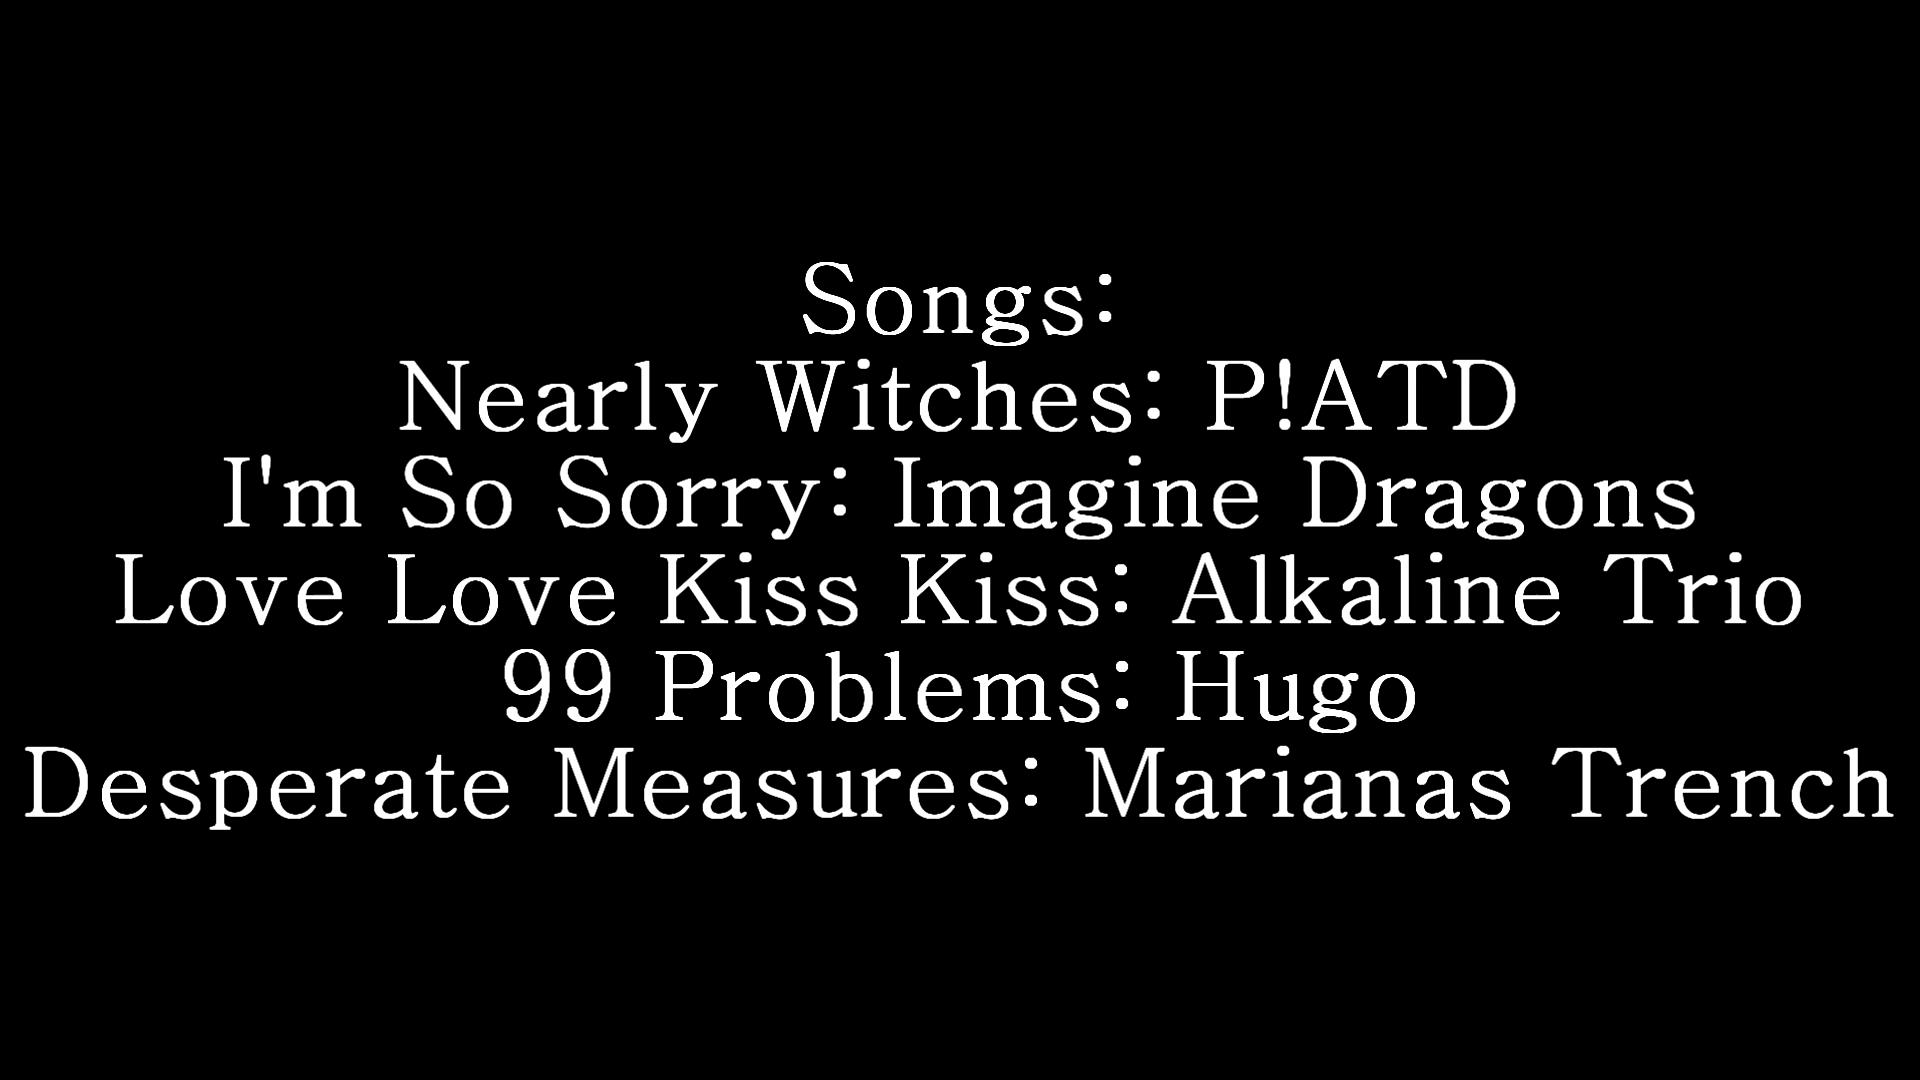 Songs:
Nearly Witches: P!ATD
I'm So Sorry: Imagine Dragons
Love Love Kiss Kiss: Alkaline Trio
99 Problems: Hugo
Desperate Measures: Marianas Trench